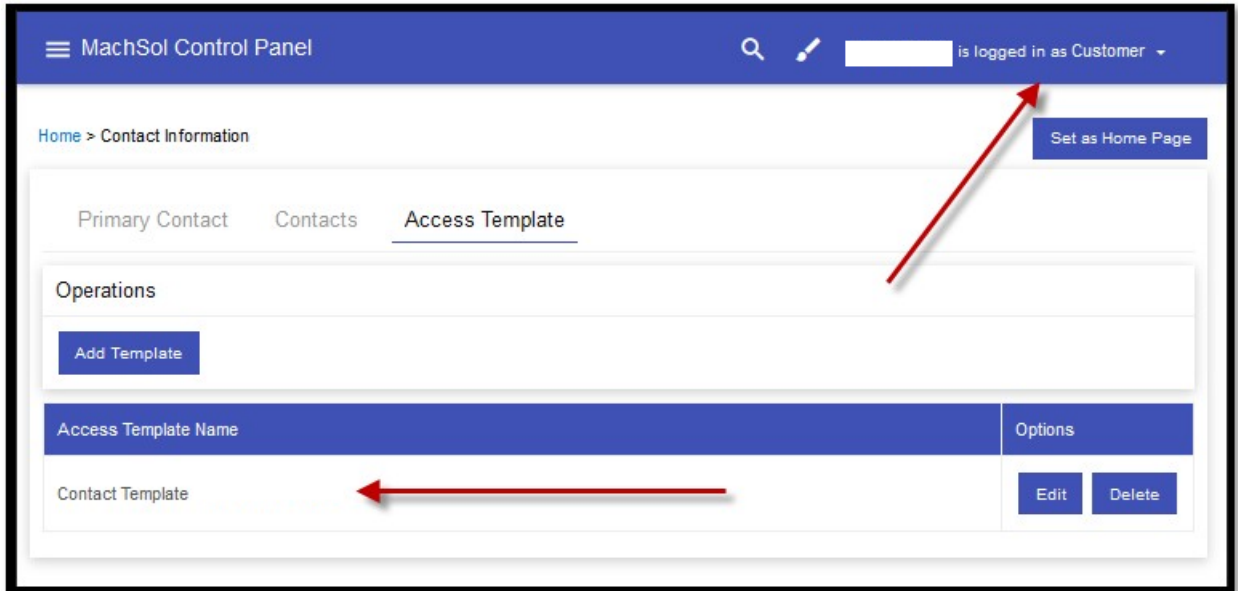 MachSol Control Panel
is logged in as Customer
Home > Contact Information
Set as Home Page
Primary Contact Contacts Access Template
Operations
Add Template
Access Template Name Options
Contact Template Edit Delete